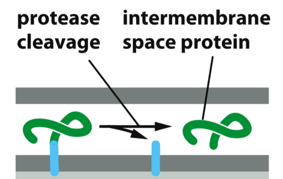 protease
cleavage
intermembrane
space protein